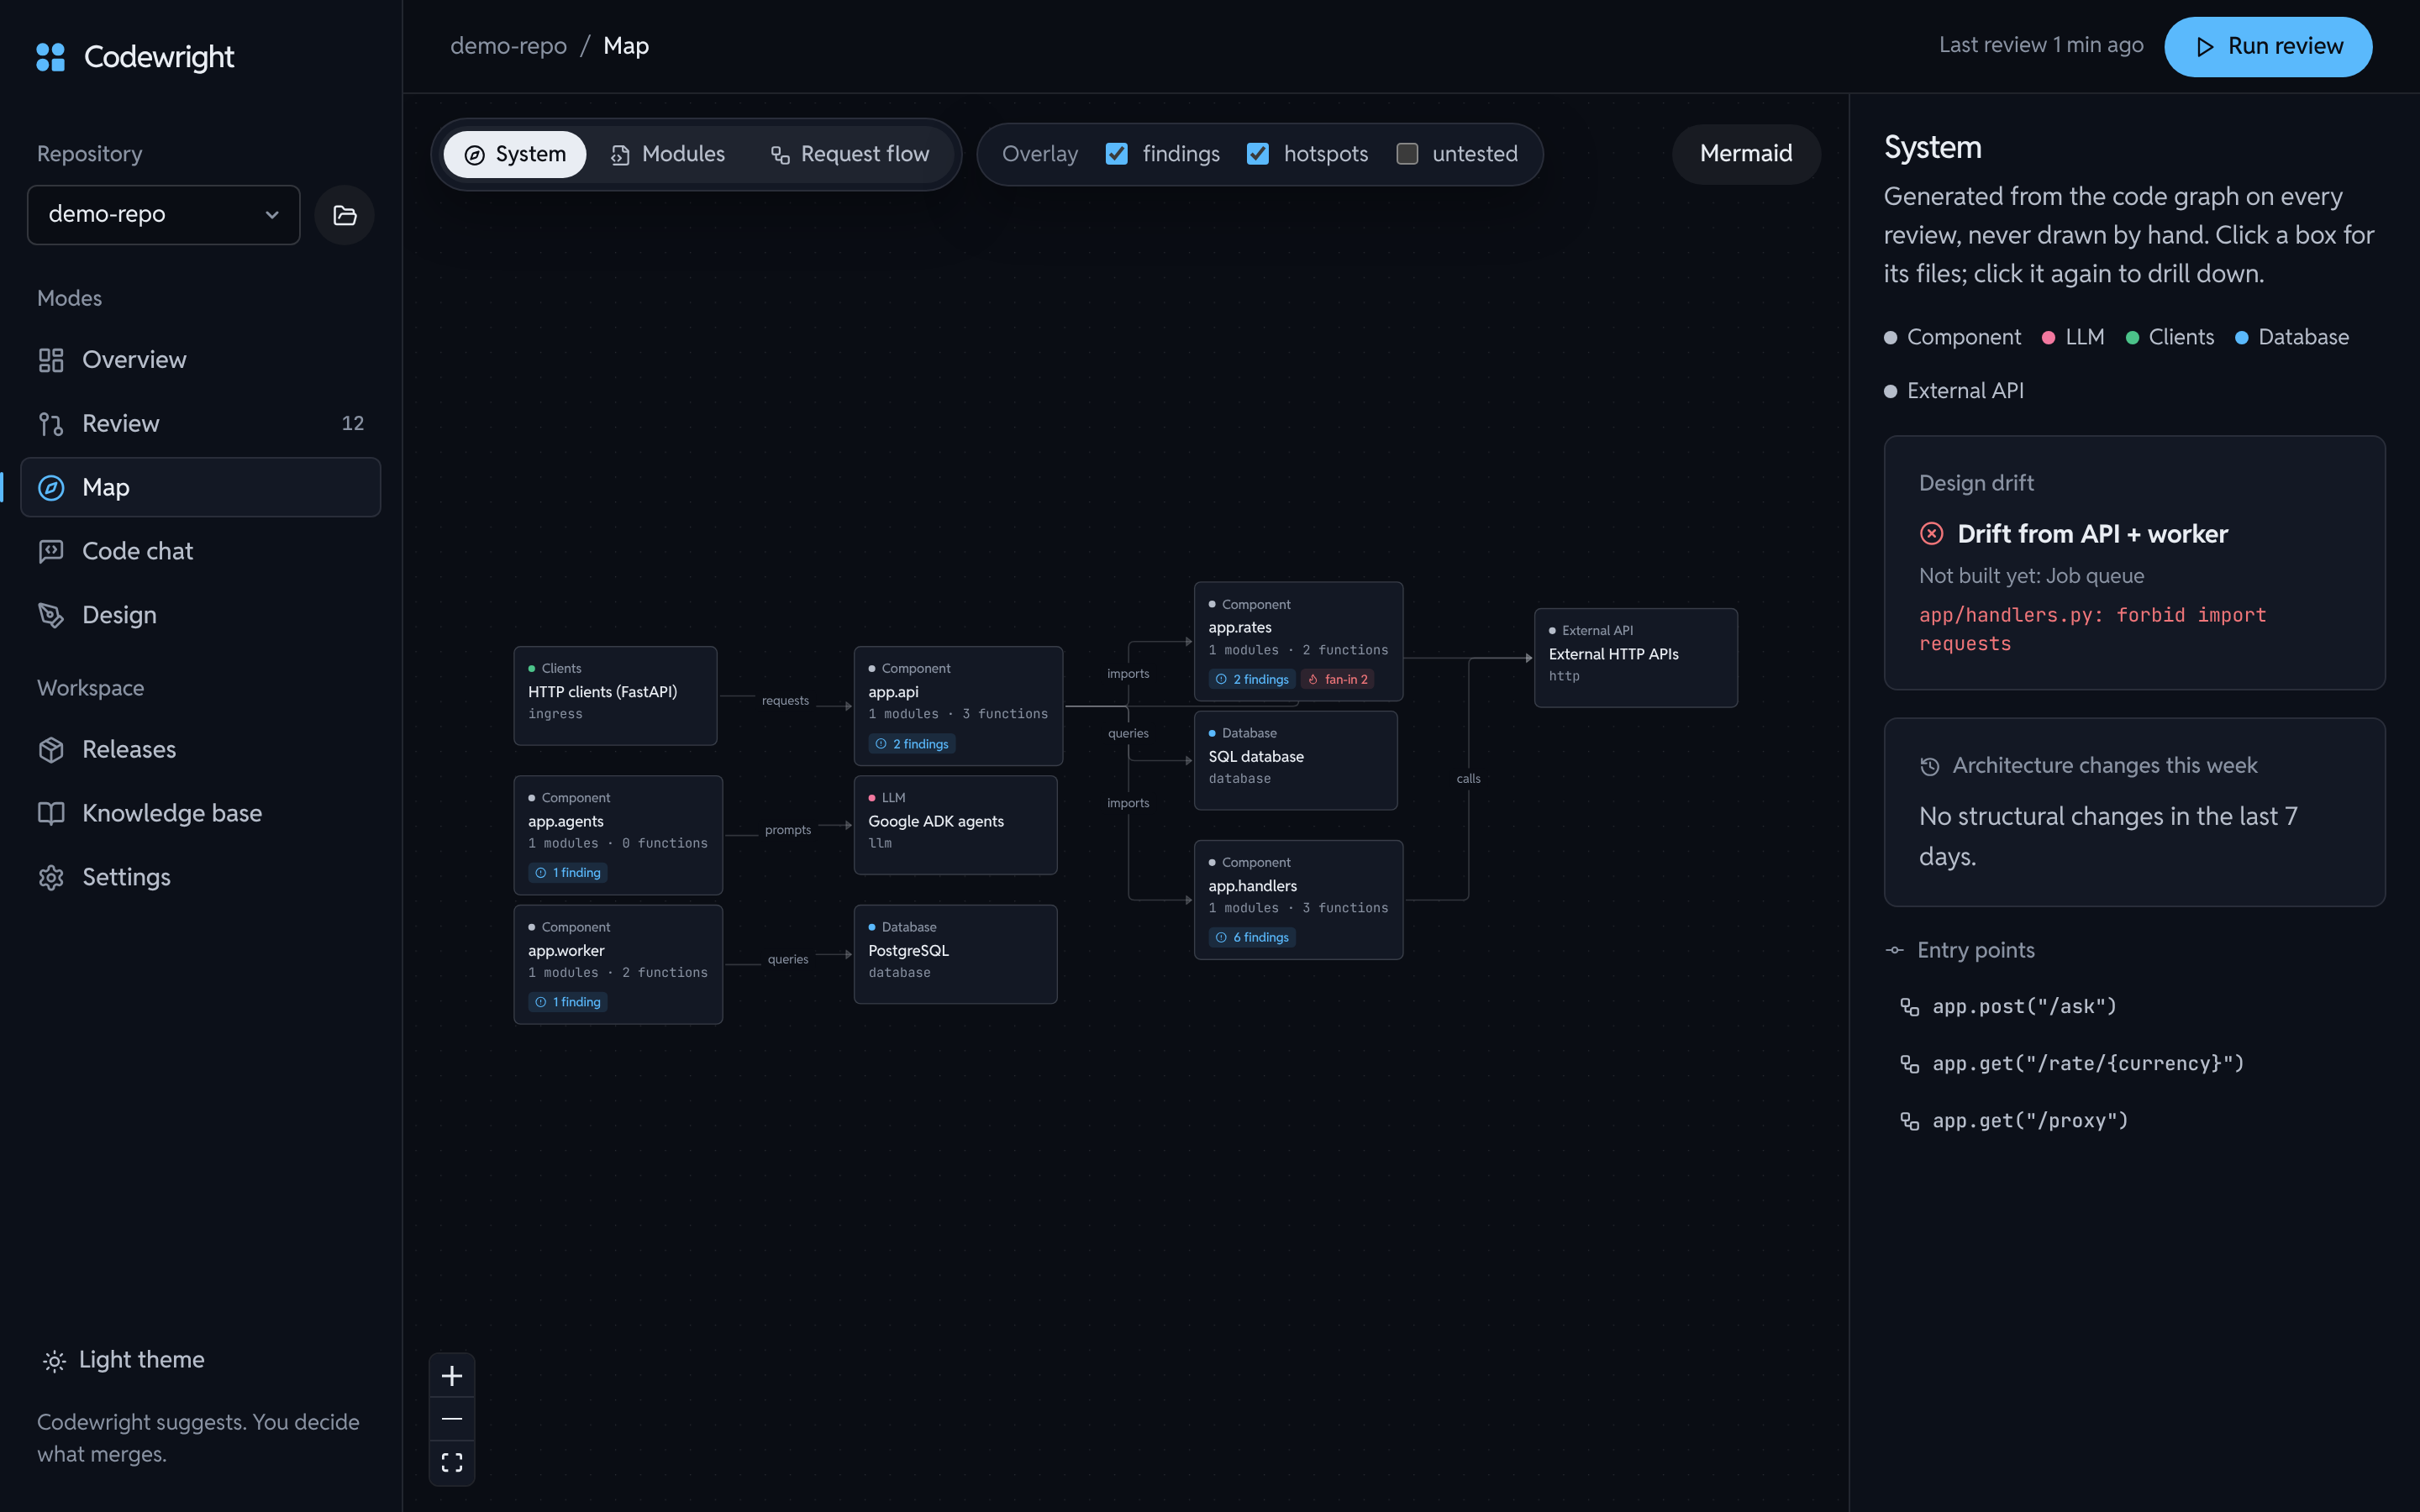 Codewright
Repository
demo-repo
Modes
Overview
Review 12
Map
Code chat
Design
Workspace
Releases
Knowledge base
Settings
Light theme
Codewright suggests. You decide
what merges.
demo-repo / Map
Last review 1 min ago
Run review
System
Modules
Request flow
Overlay
findings
hotspots
untested
Mermaid
Clients
HTTP clients (FastAPI)
ingress
requests
Component
app.api
1 modules · 3 functions
2 findings
Component
app.agents
1 modules · 0 functions
1 finding
prompts
LLM
Google ADK agents
llm
Component
app.worker
1 modules · 2 functions
1 finding
queries
Database
PostgreSQL
database
imports
queries
imports
Component
app.rates
1 modules · 2 functions
2 findings
fan-in 2
Database
SQL database
database
Component
app.handlers
1 modules · 3 functions
6 findings
calls
External API
External HTTP APIs
http
System
Generated from the code graph on every
review, never drawn by hand. Click a box for
its files; click it again to drill down.
Component
LLM
Clients
Database
External API
Design drift
Drift from API + worker
Not built yet: Job queue
app/handlers.py: forbid import
requests
Architecture changes this week
No structural changes in the last 7
days.
Entry points
app.post("/ask")
app.get("/rate/{currency}")
app.get("/proxy")